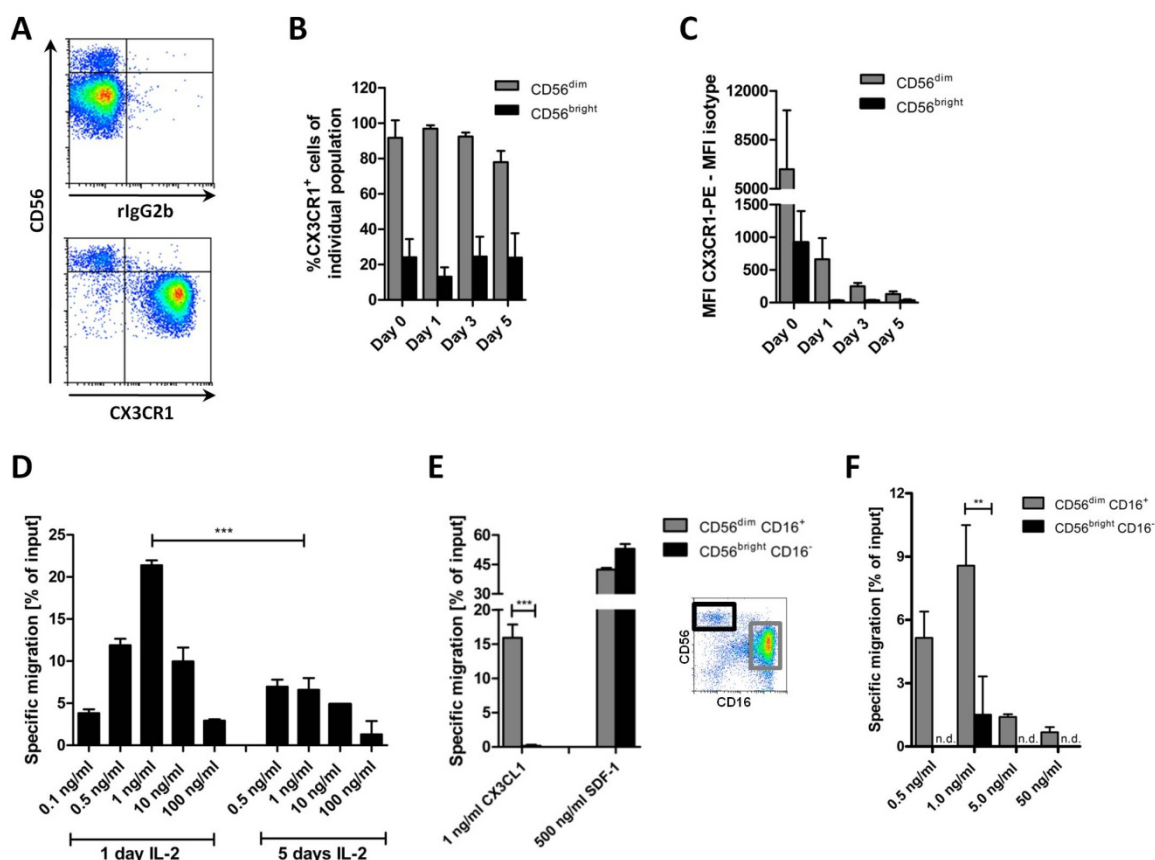 A
CD56
rIgG2b
CX3CR1
B
CD56dim
CD56bright
%CX3CR1+ cells of
individual population
120
100
80
60
40
20
0
Day 0
Day 1
Day 3
Day 5
C
CD56dim
CD56bright
MFI CX3CR1-PE - MFI isotype
12000
8500
5000
1500
1000
500
0
Day 0
Day 1
Day 3
Day 5
D
Specific migration [% of input]
25
20
15
10
5
0
***
0.1 ng/ml
0.5 ng/ml
1 ng/ml
10 ng/ml
100 ng/ml
0.5 ng/ml
1 ng/ml
10 ng/ml
100 ng/ml
1 day IL-2
5 days IL-2
E
CD56dim CD16+
CD56bright CD16-
Specific migration [% of input]
60
45
30
20
15
10
5
0
***
1 ng/ml CX3CL1
500 ng/ml SDF-1
CD56
CD16
F
CD56dim CD16+
CD56bright CD16-
Specific migration [% of input]
12
9
6
3
0
**
n.d.
n.d.
n.d.
0.5 ng/ml
1.0 ng/ml
5.0 ng/ml
50 ng/ml